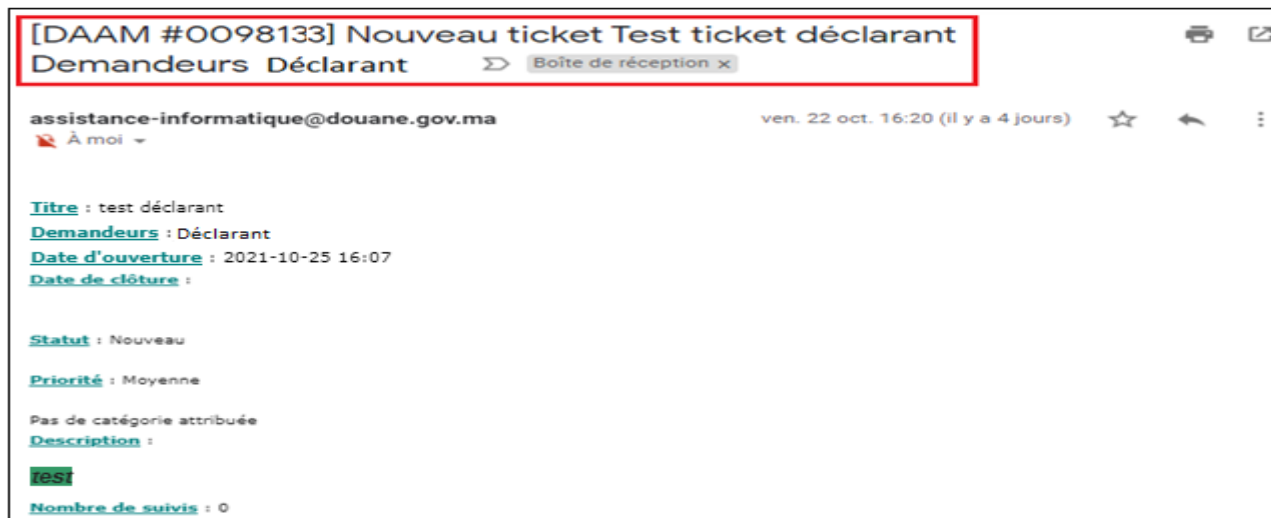 [DAAM #0098133] Nouveau ticket Test ticket déclarant
Demandeurs Déclarant Boîte de réception x
assistance-informatique@douane.gov.ma ven. 22 oct. 16:20 (il y a 4 jours)
À moi
Titre : test déclarant
Demandeurs : Déclarant
Date d'ouverture : 2021-10-25 16:07
Date de clôture :
Statut : Nouveau
Priorité : Moyenne
Pas de catégorie attribuée
Description :
test
Nombre de suivis : 0